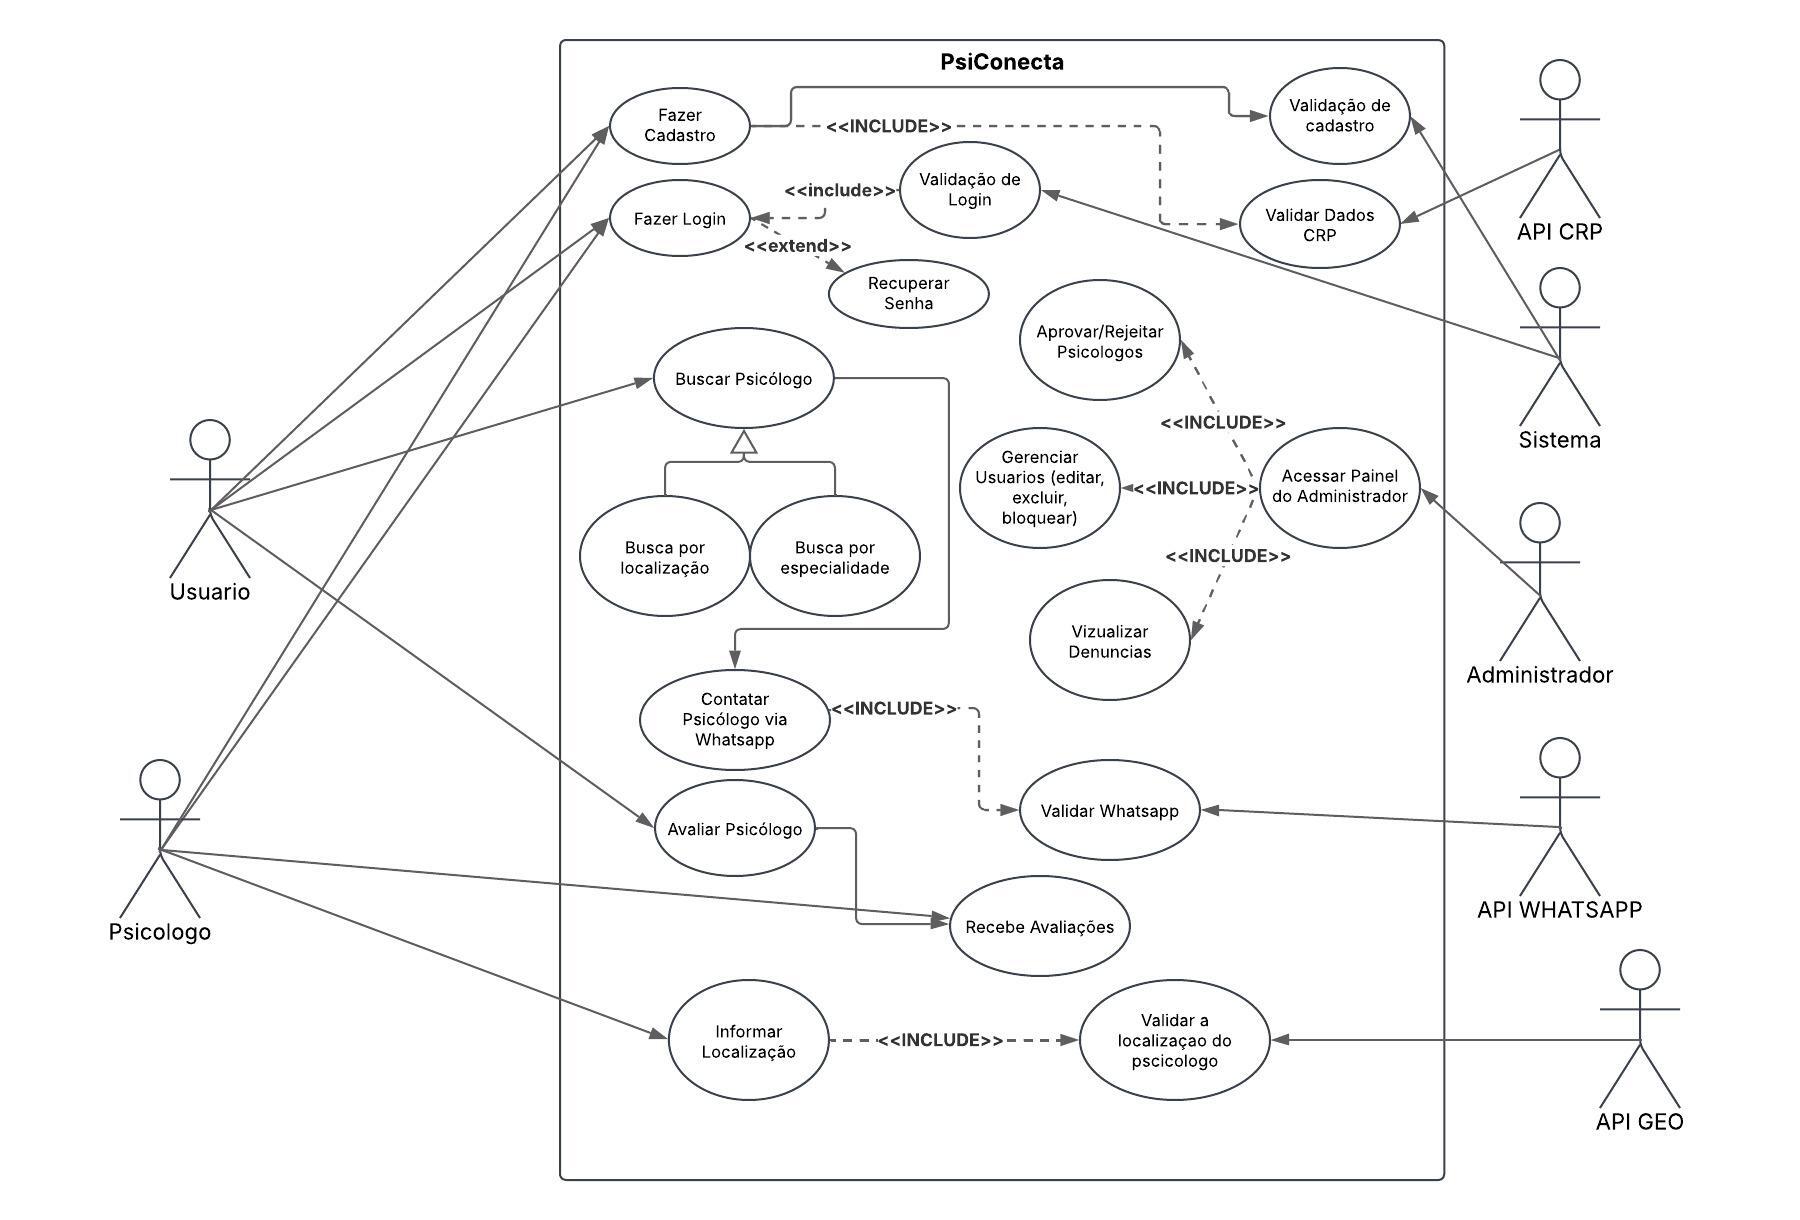 PsiConecta
Fazer
Cadastro
<<INCLUDE>>
Validação de
cadastro
<<include>>
Validação de
Login
Fazer Login
<<extend>>
Recuperar
Senha
Validar Dados
CRP
API CRP
Sistema
Aprovar/Rejeitar
Psicologos
<<INCLUDE>>
Buscar Psicólogo
Gerenciar
Usuarios (editar,
excluir,
bloquear)
<<INCLUDE>>
Acessar Painel
do Administrador
<<INCLUDE>>
Busca por
localização
Busca por
especialidade
Usuario
Vizualizar
Denuncias
Administrador
Contatar
Psicólogo via
Whatsapp
<<INCLUDE>>
Validar Whatsapp
Avaliar Psicólogo
API WHATSAPP
Psicologo
Recebe Avaliações
Informar
Localização
<<INCLUDE>>
Validar a
localizaçao do
pscicologo
API GEO